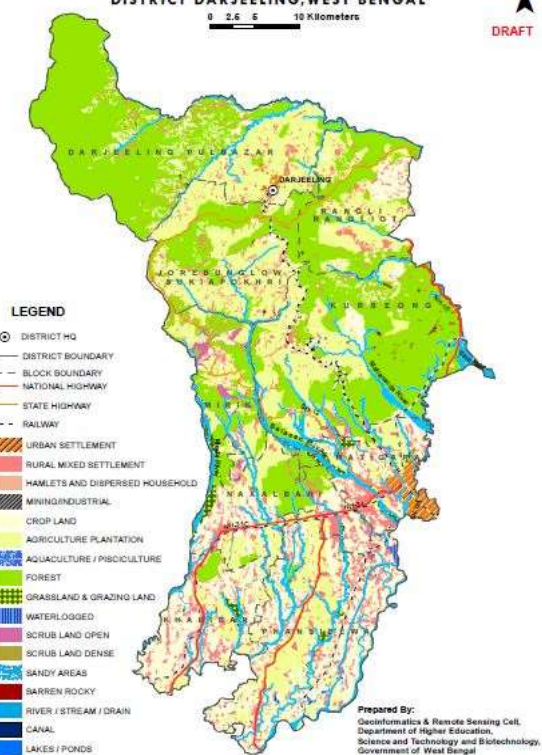 DISTRICT DARJEELING, WEST BENGAL
0 2.5 5 10 Kilometers
DRAFT
DARJEELING PULBAZAR
DARJEELING
RANGLI
RANGLIOT
JOREBUNGLOW
SUKIAPOKHRI
KURSEONG
MIRIK
MATIGARA
NAXALBARI
NH-31C
KHARIBARI
PHANSIDEWA
LEGEND
DISTRICT HQ
DISTRICT BOUNDARY
BLOCK BOUNDARY
NATIONAL HIGHWAY
STATE HIGHWAY
RAILWAY
URBAN SETTLEMENT
RURAL MIXED SETTLEMENT
HAMLETS AND DISPERSED HOUSEHOLD
MINING/INDUSTRIAL
CROP LAND
AGRICULTURE PLANTATION
AQUACULTURE / PISCICULTURE
FOREST
GRASSLAND & GRAZING LAND
WATERLOGGED
SCRUB LAND OPEN
SCRUB LAND DENSE
SANDY AREAS
BARREN ROCKY
RIVER / STREAM / DRAIN
CANAL
LAKES / PONDS
Prepared By:
Geoinformatics & Remote Sensing Cell,
Department of Higher Education,
Science and Technology and Biotechnology,
Government of West Bengal